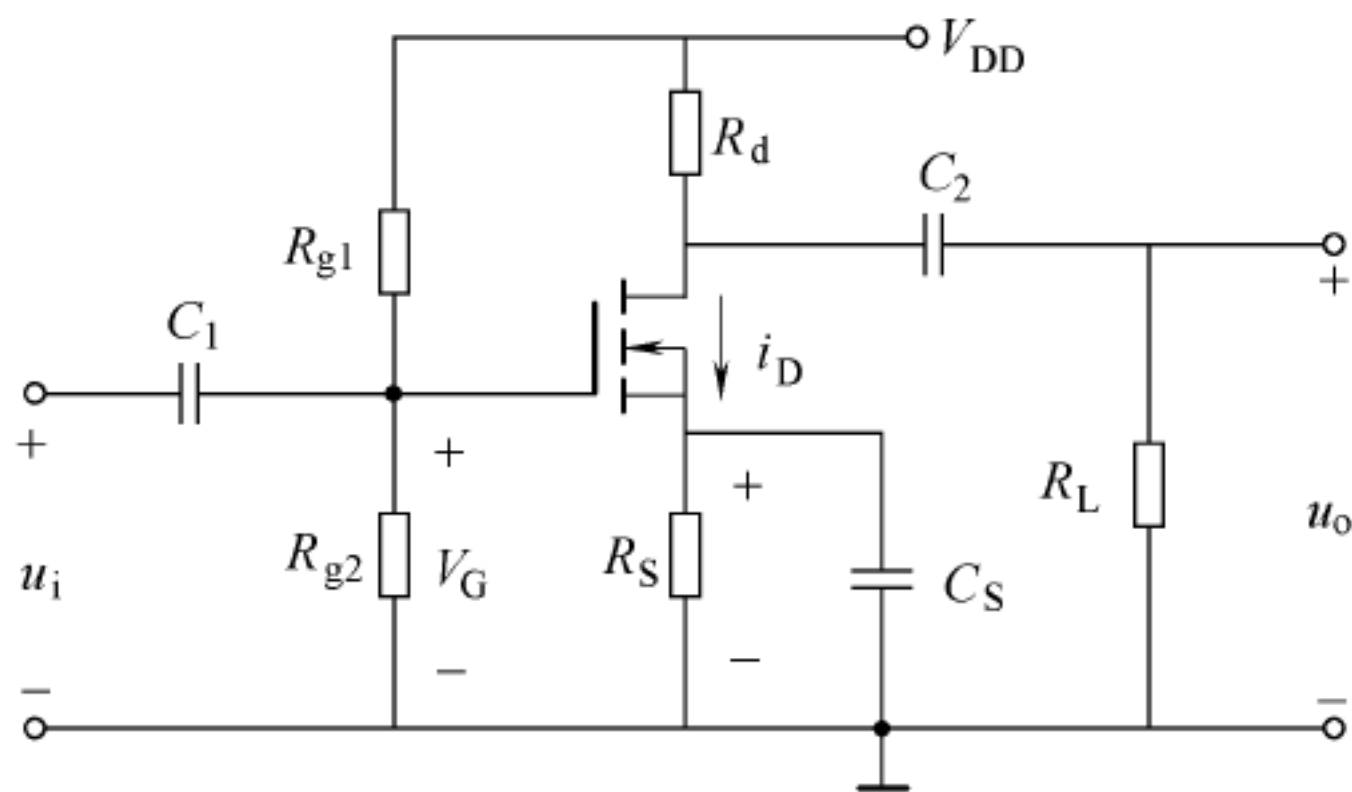 V_DD
R_d
C_2
R_g1
C_1
+
i_D
+
+
+
R_L
R_g2
V_G
R_S
C_S
u_i
u_o
−
−
−
−